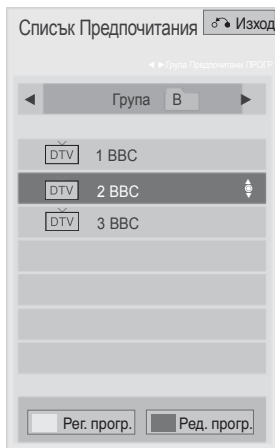 Списък Предпочитания Изход
Група Предпочитани ПРОГР
Група B
DTV 1 BBC
DTV 2 BBC
DTV 3 BBC
Рег. прогр. Ред. прогр.